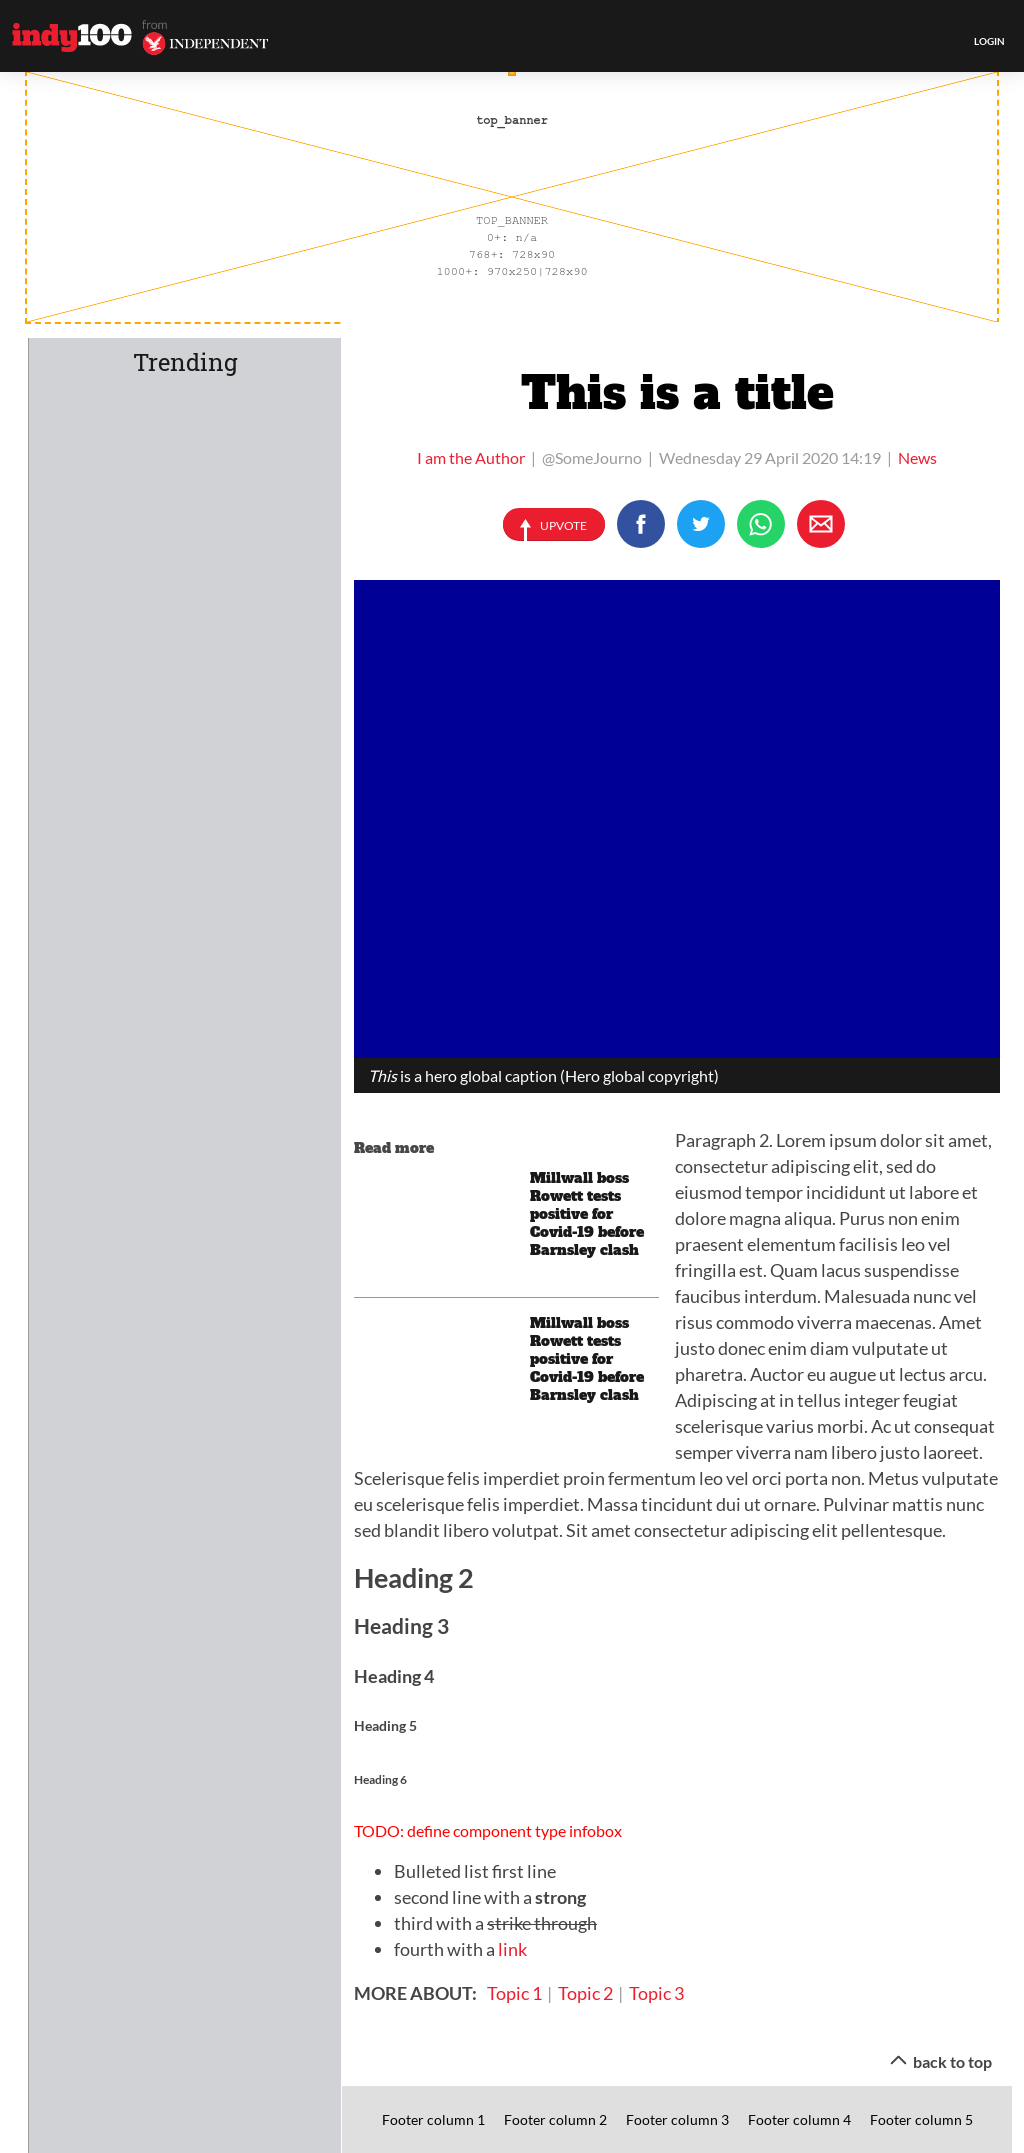 indy100
from
INDEPENDENT
LOGIN
top_banner
TOP_BANNER
0+: n/a
768+: 728x90
1000+: 970x250|728x90
Trending
This is a title
I am the Author | @SomeJourno | Wednesday 29 April 2020 14:19 | News
UPVOTE
This is a hero global caption (Hero global copyright)
Read more
Millwall boss
Rowett tests
positive for
Covid-19 before
Barnsley clash
Millwall boss
Rowett tests
positive for
Covid-19 before
Barnsley clash
Paragraph 2. Lorem ipsum dolor sit amet,
consectetur adipiscing elit, sed do
eiusmod tempor incididunt ut labore et
dolore magna aliqua. Purus non enim
praesent elementum facilisis leo vel
fringilla est. Quam lacus suspendisse
faucibus interdum. Malesuada nunc vel
risus commodo viverra maecenas. Amet
justo donec enim diam vulputate ut
pharetra. Auctor eu augue ut lectus arcu.
Adipiscing at in tellus integer feugiat
scelerisque varius morbi. Ac ut consequat
semper viverra nam libero justo laoreet.
Scelerisque felis imperdiet proin fermentum leo vel orci porta non. Metus vulputate
eu scelerisque felis imperdiet. Massa tincidunt dui ut ornare. Pulvinar mattis nunc
sed blandit libero volutpat. Sit amet consectetur adipiscing elit pellentesque.
Heading 2
Heading 3
Heading 4
Heading 5
Heading 6
TODO: define component type infobox
• Bulleted list first line
• second line with a strong
• third with a strike through
• fourth with a link
MORE ABOUT: Topic 1 | Topic 2 | Topic 3
back to top
Footer column 1 Footer column 2 Footer column 3 Footer column 4 Footer column 5